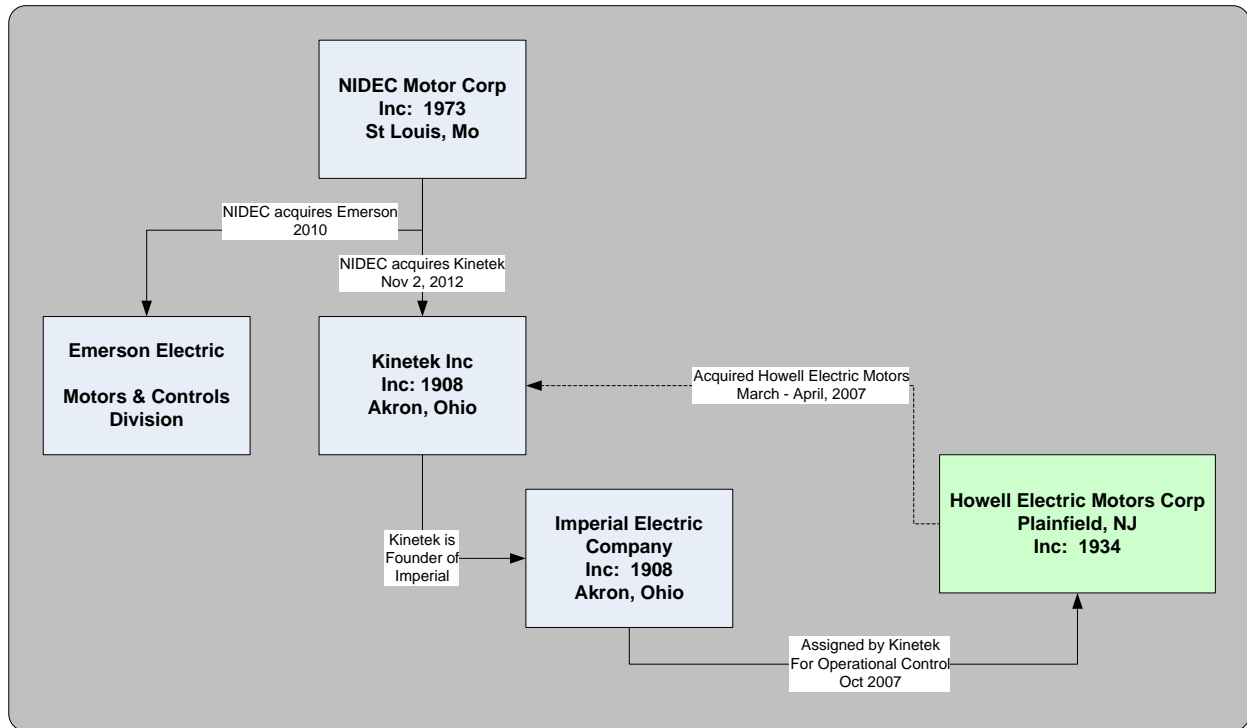 NIDEC Motor Corp
Inc: 1973
St Louis, Mo
NIDEC acquires Emerson
2010
NIDEC acquires Kinetek
Nov 2, 2012
Emerson Electric
Motors & Controls
Division
Kinetek Inc
Inc: 1908
Akron, Ohio
Acquired Howell Electric Motors
March - April, 2007
Howell Electric Motors Corp
Plainfield, NJ
Inc: 1934
Kinetek is
Founder of
Imperial
Imperial Electric
Company
Inc: 1908
Akron, Ohio
Assigned by Kinetek
For Operational Control
Oct 2007